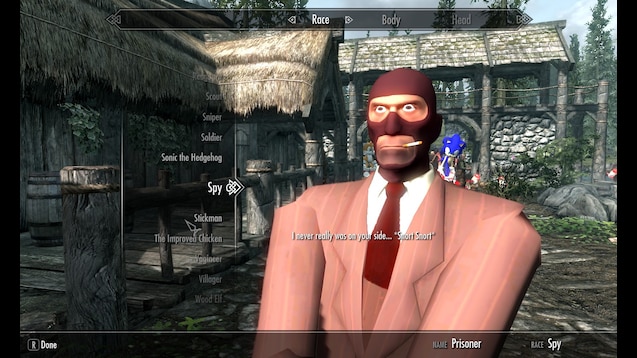 Race
Body
Head
Scout
Sniper
Soldier
Sonic the Hedgehog
Spy
Stickman
The Improved Chicken
Vpgineer
Villager
Wood Elf
I never really was on your side... "Snort Snort"
R Done
NAME Prisoner
RACE Spy